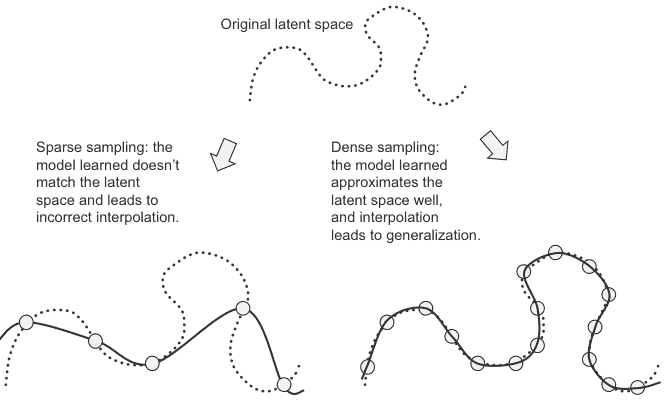 Original latent space
Sparse sampling: the
model learned doesn't
match the latent
space and leads to
incorrect interpolation.
Dense sampling:
the model learned
approximates the
latent space well,
and interpolation
leads to generalization.